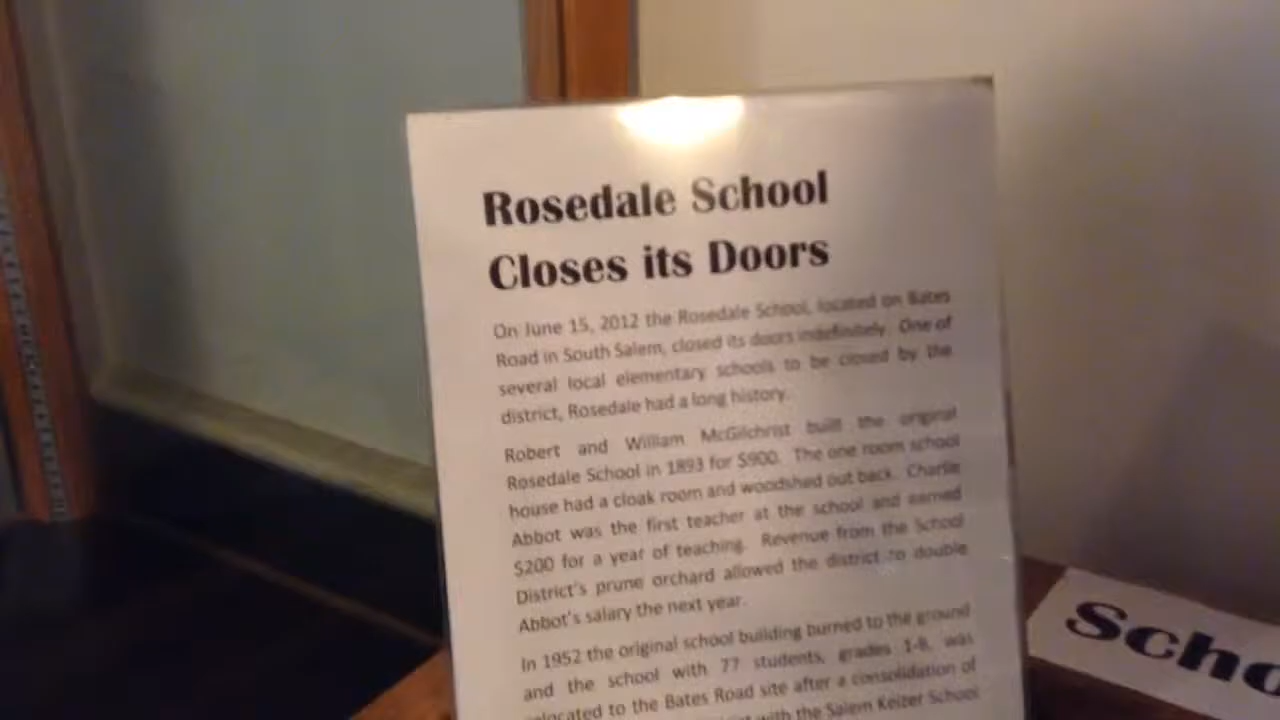 Rosedale School
Closes its Doors
On June 15, 2012 the Rosedale School, located on Bates
Road in South Salem, closed its doors indefinitely. One of
several local elementary schools to be closed by the
district, Rosedale had a long history.
Robert and William McGilchrist built the original
Rosedale School in 1893 for $900. The one room school
house had a cloak room and woodshed out back. Charlie
Abbot was the first teacher at the school and earned
$200 for a year of teaching. Revenue from the School
District's prune orchard allowed the district to double
Abbot's salary the next year.
In 1952 the original school building burned to the ground
and the school with 77 students, grades 1-8, was
relocated to the Bates Road site after a consolidation of
with the Salem Keizer School
Scho